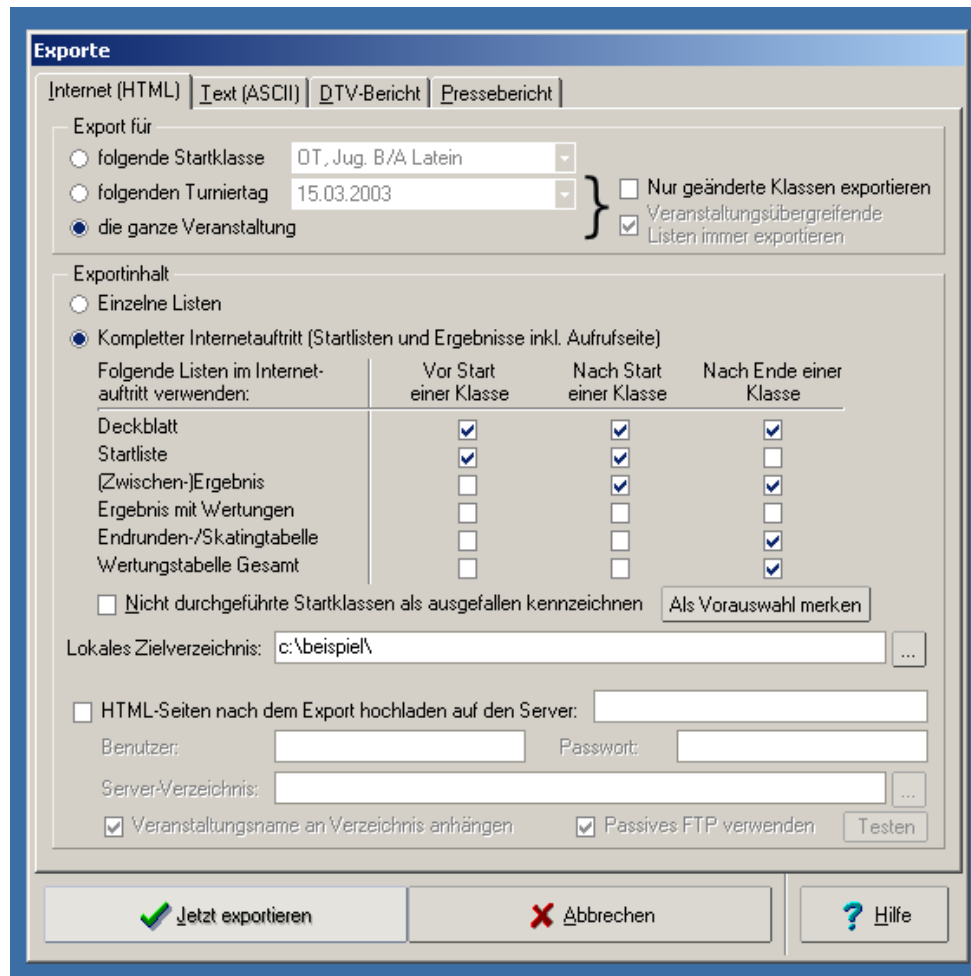 Exporte
Internet (HTML) Text (ASCII) DTV-Bericht Pressebericht
Export für
folgende Startklasse OT, Jug. B/A Latein
folgenden Turniertag 15.03.2003
die ganze Veranstaltung
Nur geänderte Klassen exportieren
Veranstaltungsübergreifende
Listen immer exportieren
Exportinhalt
Einzelne Listen
Kompletter Internetauftritt (Startlisten und Ergebnisse inkl. Aufrufseite)
Folgende Listen im Internet-
auftritt verwenden:
Vor Start
einer Klasse
Nach Start
einer Klasse
Nach Ende einer
Klasse
Deckblatt
Startliste
(Zwischen-)Ergebnis
Ergebnis mit Wertungen
Endrunden-/Skatingtabelle
Wertungstabelle Gesamt
Nicht durchgeführte Startklassen als ausgefallen kennzeichnen Als Vorauswahl merken
Lokales Zielverzeichnis: c:\beispiel\ ...
HTML-Seiten nach dem Export hochladen auf den Server:
Benutzer: Passwort:
Server-Verzeichnis: ...
Veranstaltungsname an Verzeichnis anhängen Passives FTP verwenden Testen
Jetzt exportieren Abbrechen ? Hilfe